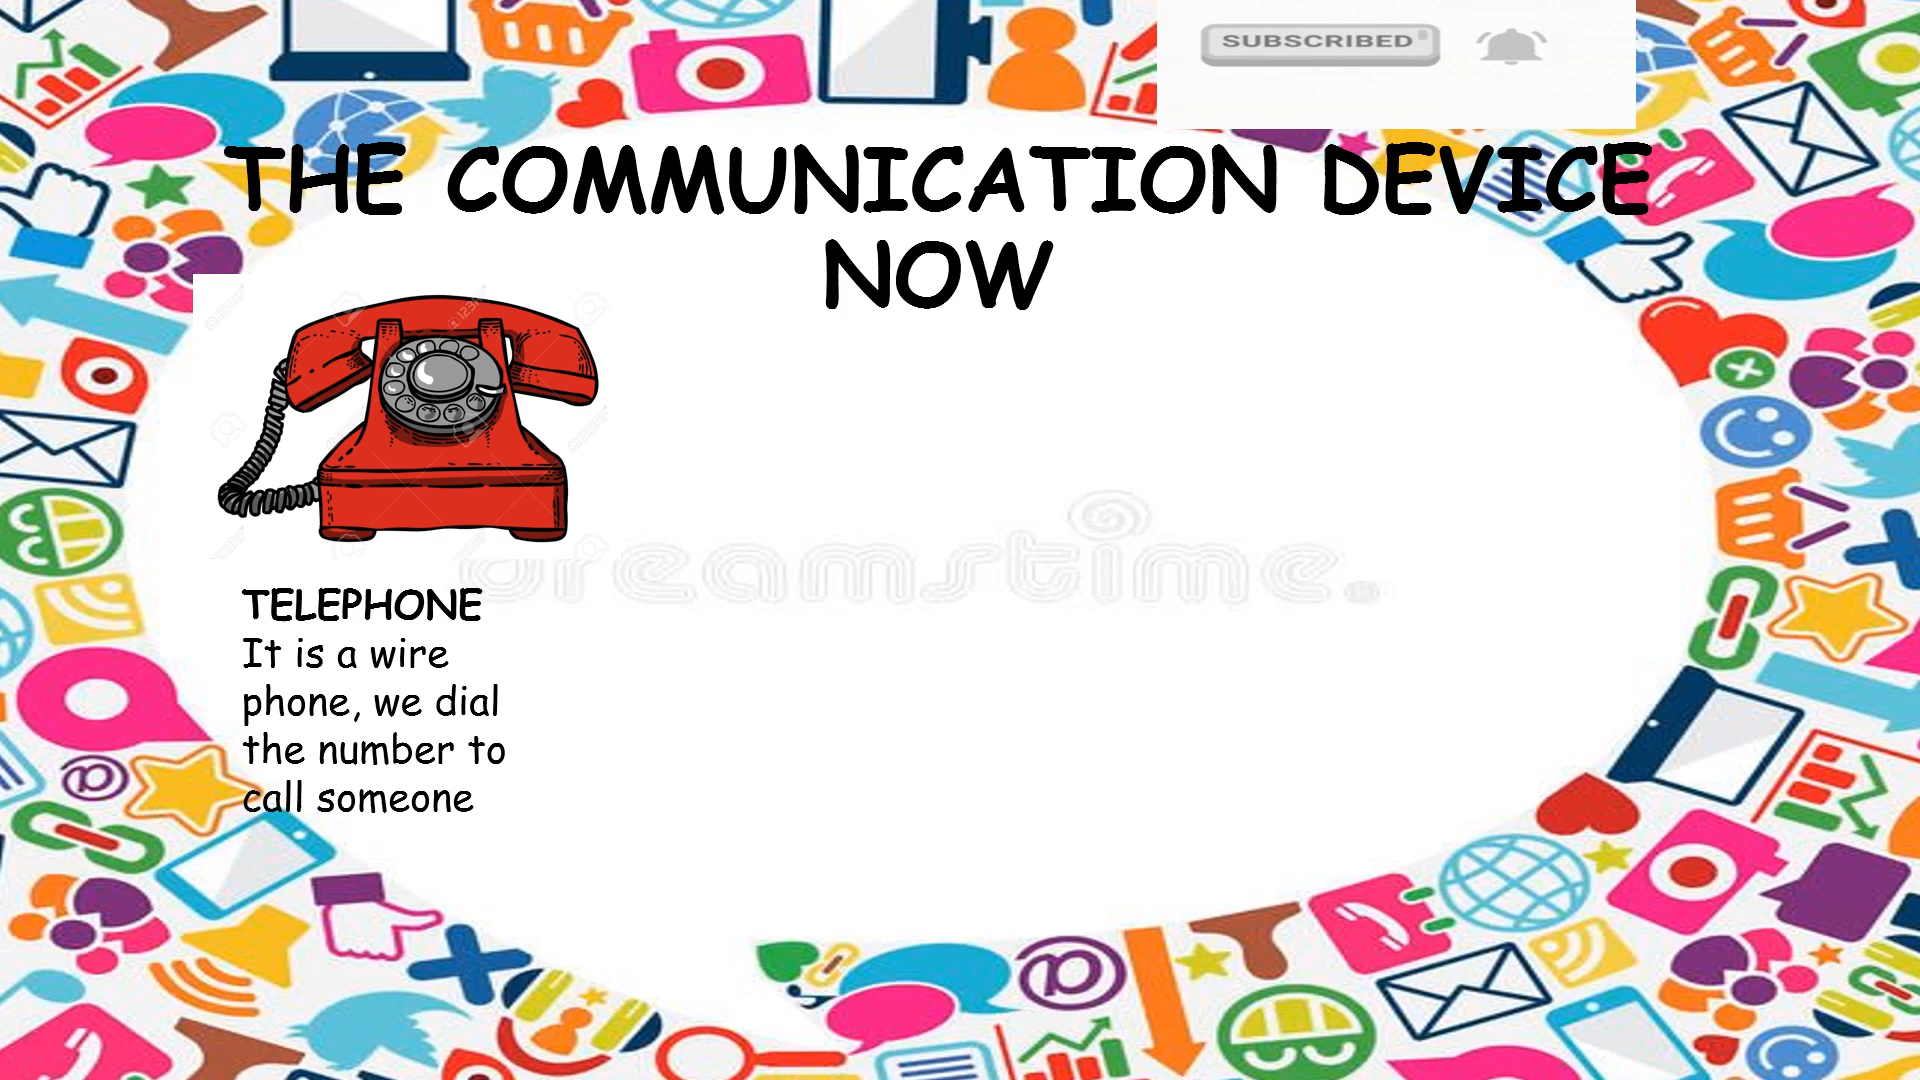 SUBSCRIBED
THE COMMUNICATION DEVICE
NOW
dreamstime.
TELEPHONE
It is a wire
phone, we dial
the number to
call someone